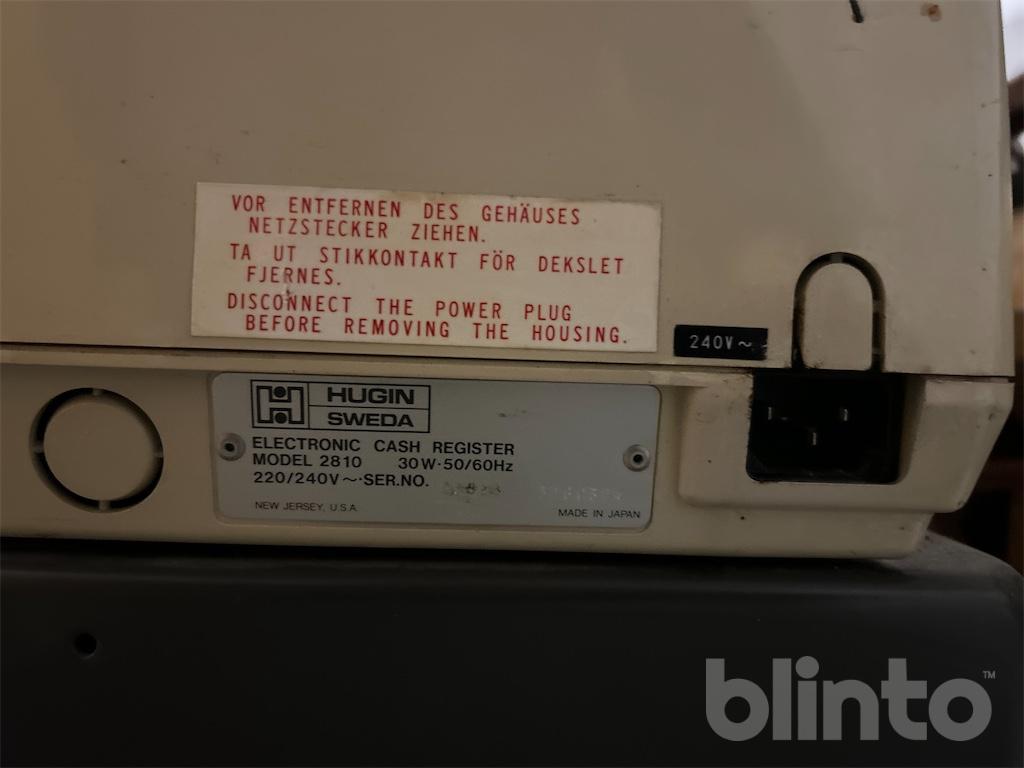 VOR ENTFERNEN DES GEHÄUSES
NETZSTECKER ZIEHEN.
TA UT STIKKONTAKT FÖR DEKSLET
FJERNES.
DISCONNECT THE POWER PLUG
BEFORE REMOVING THE HOUSING.
240V~
HUGIN
SWEDA
ELECTRONIC CASH REGISTER
MODEL 2810 30W·50/60Hz
220/240V~·SER.NO.
NEW JERSEY, U.S.A. MADE IN JAPAN
blinto™